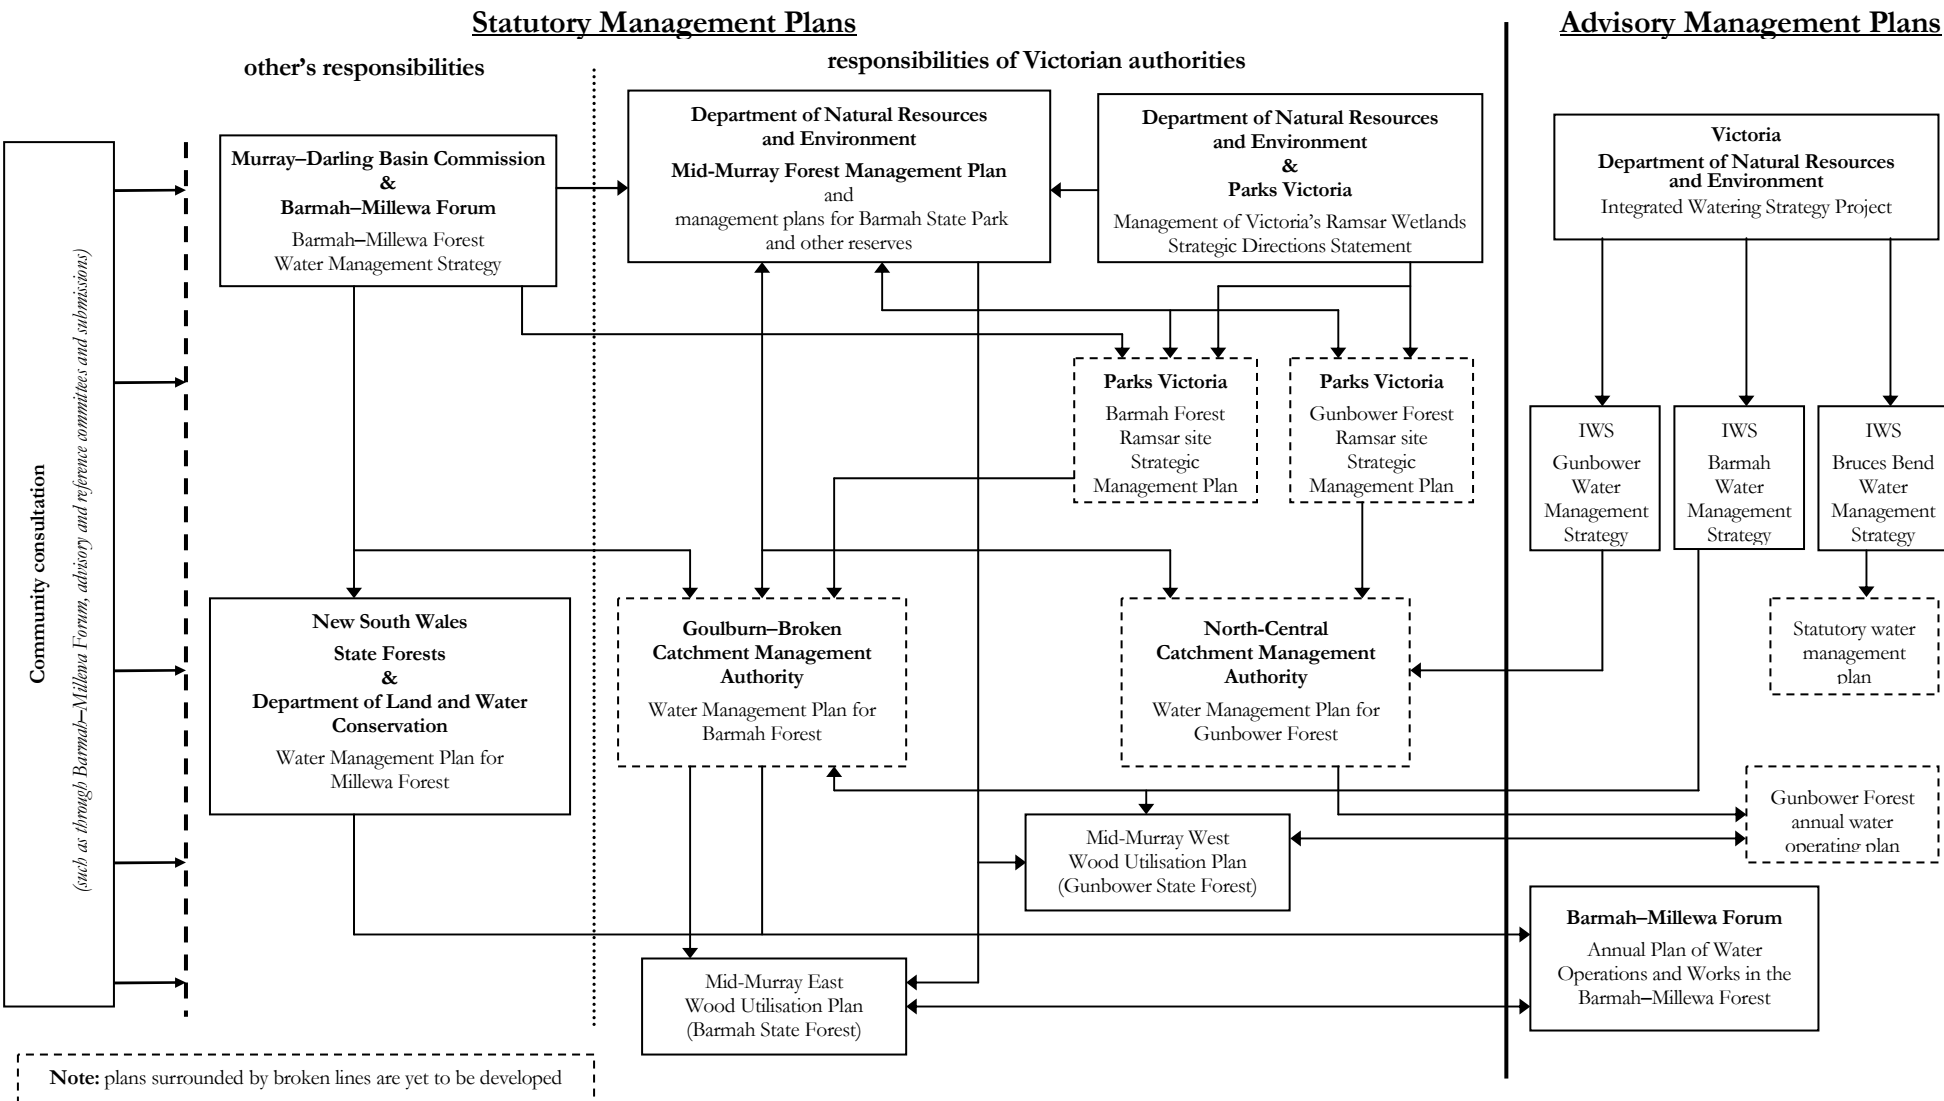 Statutory Management Plans
Advisory Management Plans
other’s responsibilities
responsibilities of Victorian authorities
Community consultation
(such as through Barmah–Millewa Forum, advisory and reference committees and submissions)
Murray–Darling Basin Commission
&
Barmah–Millewa Forum
Barmah–Millewa Forest
Water Management Strategy
Department of Natural Resources
and Environment
Mid-Murray Forest Management Plan
and
management plans for Barmah State Park
and other reserves
Department of Natural Resources
and Environment
&
Parks Victoria
Management of Victoria’s Ramsar Wetlands
Strategic Directions Statement
Victoria
Department of Natural Resources
and Environment
Integrated Watering Strategy Project
Parks Victoria
Barmah Forest
Ramsar site
Strategic
Management Plan
Parks Victoria
Gunbower Forest
Ramsar site
Strategic
Management Plan
IWS
Gunbower
Water
Management
Strategy
IWS
Barmah
Water
Management
Strategy
IWS
Bruces Bend
Water
Management
Strategy
New South Wales
State Forests
&
Department of Land and Water
Conservation
Water Management Plan for
Millewa Forest
Goulburn–Broken
Catchment Management
Authority
Water Management Plan for
Barmah Forest
North-Central
Catchment Management
Authority
Water Management Plan for
Gunbower Forest
Statutory water
management
plan
Gunbower Forest
annual water
operating plan
Mid-Murray West
Wood Utilisation Plan
(Gunbower State Forest)
Barmah–Millewa Forum
Annual Plan of Water
Operations and Works in the
Barmah–Millewa Forest
Mid-Murray East
Wood Utilisation Plan
(Barmah State Forest)
Note: plans surrounded by broken lines are yet to be developed